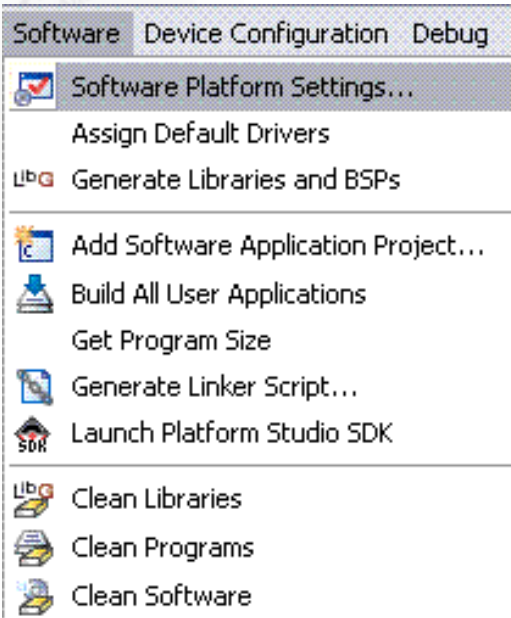 Software Device Configuration Debug
Software Platform Settings...
Assign Default Drivers
LibG Generate Libraries and BSPs
c Add Software Application Project...
Build All User Applications
Get Program Size
Generate Linker Script...
SDK Launch Platform Studio SDK
LibG Clean Libraries
Clean Programs
Clean Software